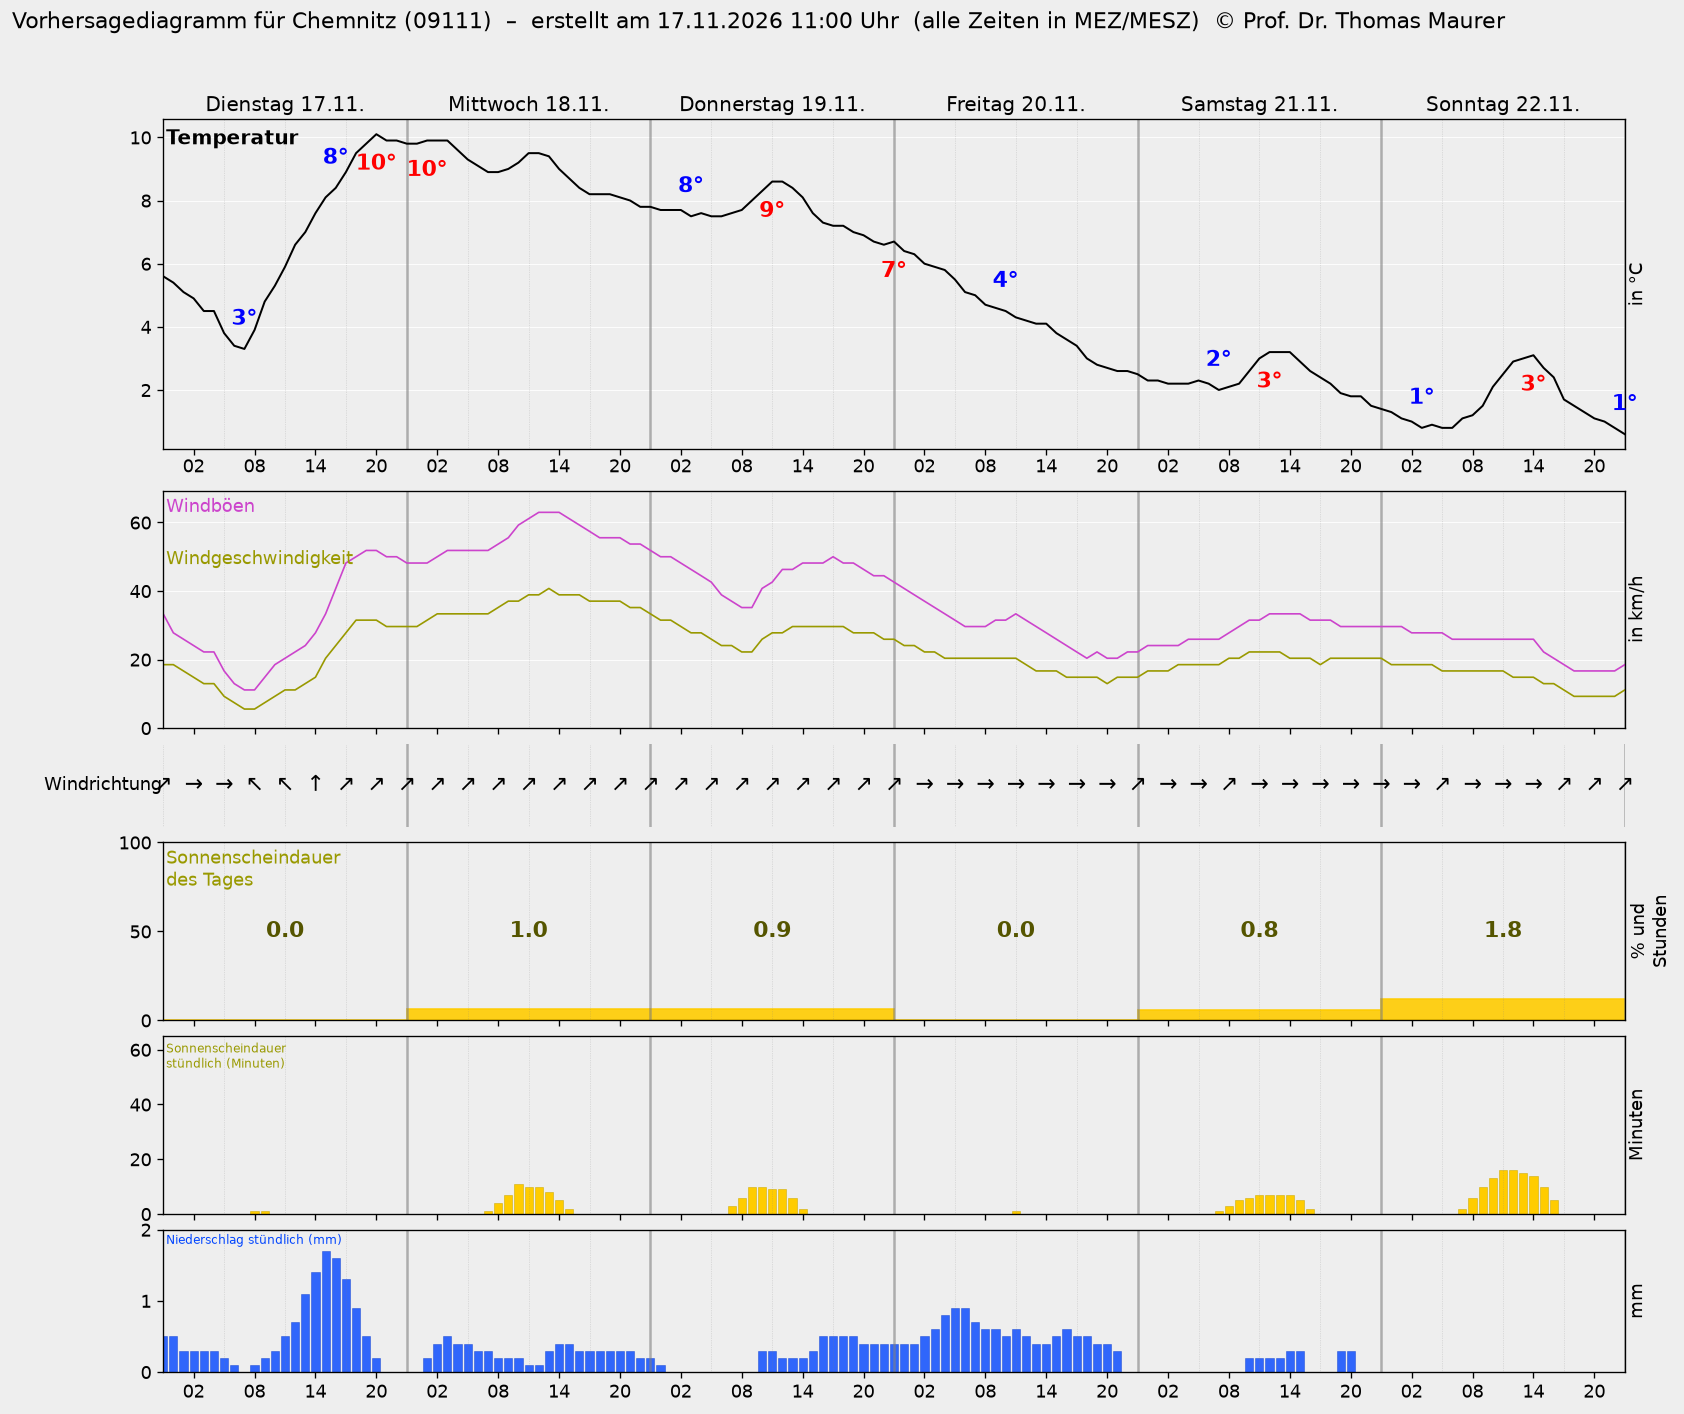 Vorhersagediagramm für Chemnitz (09111)  –  erstellt am 17.11.2026 11:00 Uhr  (alle Zeiten in MEZ/MESZ)  © Prof. Dr. Thomas Maurer
Dienstag 17.11. Mittwoch 18.11. Donnerstag 19.11. Freitag 20.11. Samstag 21.11. Sonntag 22.11.
Temperatur
10
8
6
4
2
3° 8° 10° 10° 8° 9° 7° 4° 2° 3° 1° 3° 1°
in °C
02 08 14 20 02 08 14 20 02 08 14 20 02 08 14 20 02 08 14 20 02 08 14 20
Windböen
Windgeschwindigkeit
60
40
20
0
in km/h
Windrichtung ↗ → → ↖ ↖ ↑ ↗ ↗ ↗ ↗ ↗ ↗ ↗ ↗ ↗ ↗ ↗ ↗ ↗ ↗ ↗ ↗ ↗ ↗ ↗ → → → → → → → ↗ → → ↗ → → → → → → ↗ → → → ↗ ↗ ↗
100
50
0
Sonnenscheindauer
des Tages
0.0 1.0 0.9 0.0 0.8 1.8
% und
Stunden
60
40
20
0
Sonnenscheindauer
stündlich (Minuten)
Minuten
2
1
0
Niederschlag stündlich (mm)
mm
02 08 14 20 02 08 14 20 02 08 14 20 02 08 14 20 02 08 14 20 02 08 14 20